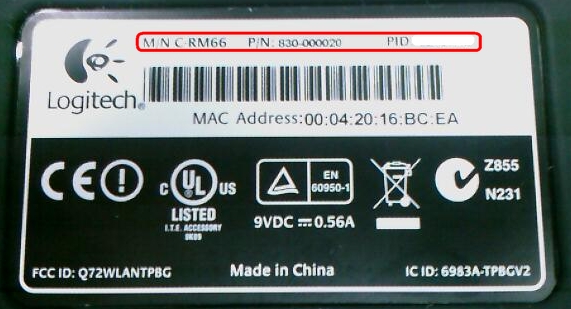 M/N C-RM66 P/N: 830-000020 PID
Logitech®
MAC Address:00:04:20:16:BC:EA
CE
C UL US
LISTED
I.T.E. ACCESSORY
EN
60950-1
9VDC ⎓ 0.56A
Z855
N231
FCC ID: Q72WLANTPBG
Made in China
IC ID: 6983A-TPBGV2